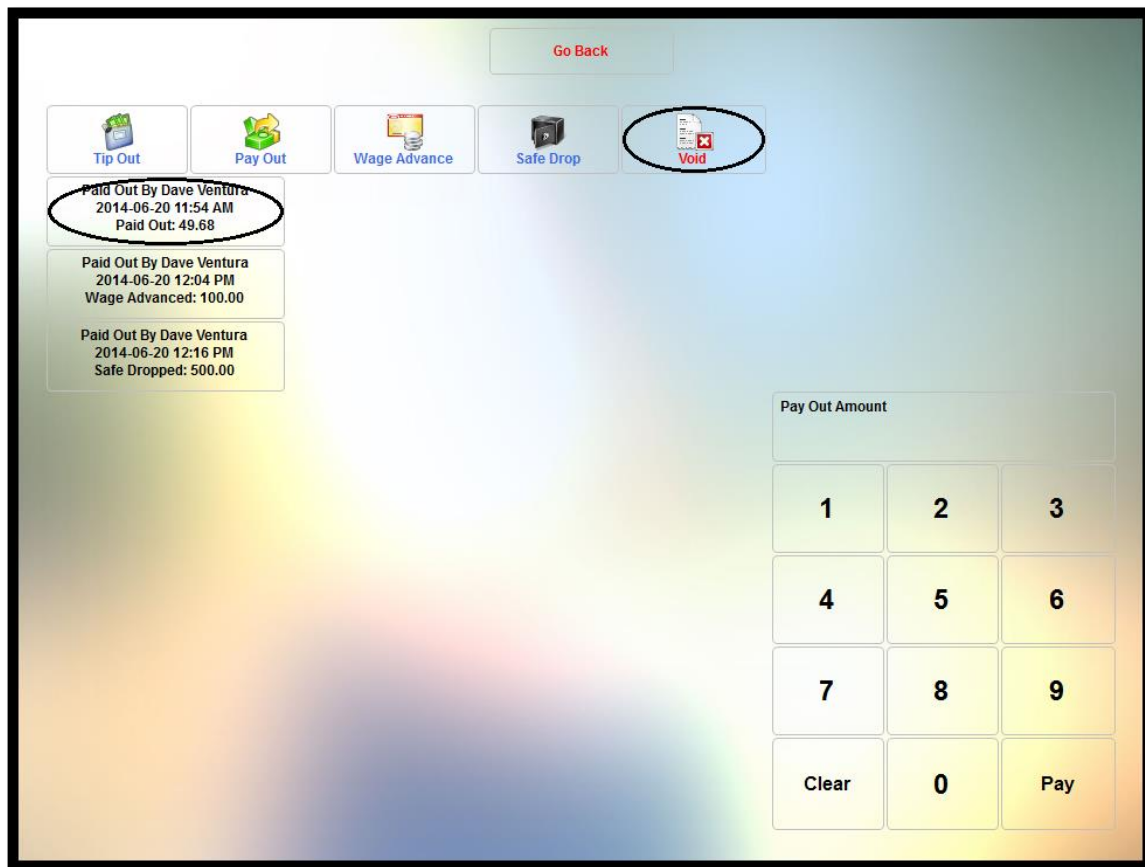 Go Back
Tip Out
Pay Out
Wage Advance
Safe Drop
Void
Paid Out By Dave Ventura
2014-06-20 11:54 AM
Paid Out: 49.68
Paid Out By Dave Ventura
2014-06-20 12:04 PM
Wage Advanced: 100.00
Paid Out By Dave Ventura
2014-06-20 12:16 PM
Safe Dropped: 500.00
Pay Out Amount
1 2 3
4 5 6
7 8 9
Clear 0 Pay